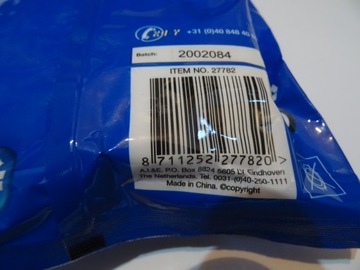 +31 (0)40 848 40
Batch: 2002084
ITEM NO. 27782
8 711252 277820 >
A.I.&E. P.O. Box 8824 5605 LV Eindhoven
The Netherlands. Tel. 0031-(0)40-250-1111
Made in China. ©copyright